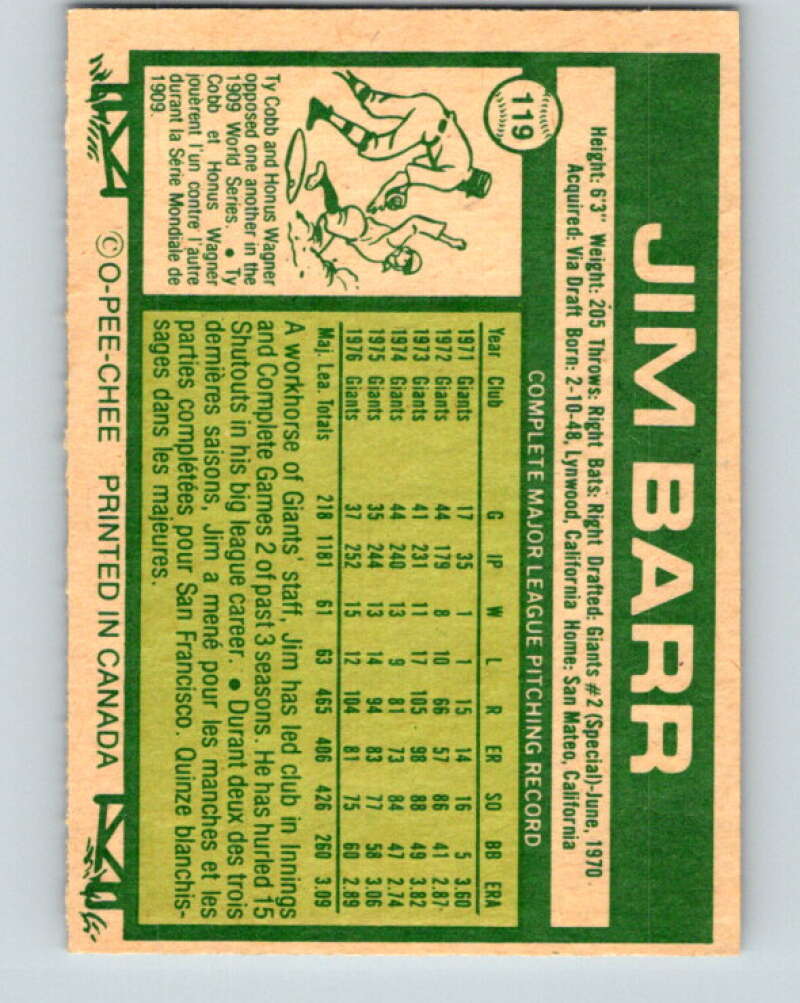 119
JIM BARR
Height: 6'3" Weight: 205 Throws: Right Bats: Right Drafted: Giants #2 (Special)-June, 1970
Acquired: Via Draft Born: 2-10-48, Lynwood, California Home: San Mateo, California
COMPLETE MAJOR LEAGUE PITCHING RECORD
Year Club G IP W L R ER SO BB ERA
1971 Giants 17 35 1 1 15 14 16 5 3.60
1972 Giants 44 179 8 10 66 57 86 41 2.87
1973 Giants 41 231 11 17 105 98 88 49 3.82
1974 Giants 44 240 13 9 81 73 84 47 2.74
1975 Giants 35 244 13 14 94 83 77 58 3.06
1976 Giants 37 252 15 12 104 81 75 60 2.89
Maj. Lea. Totals 218 1181 61 63 465 406 426 260 3.09
A workhorse of Giants' staff, Jim has led club in Innings
and Complete Games 2 of past 3 seasons. He has hurled 15
Shutouts in his big league career. • Durant deux des trois
dernières saisons, Jim a mené pour les manches et les
parties complétées pour San Francisco. Quinze blanchis-
sages dans les majeures.
Ty Cobb and Honus Wagner
opposed one another in the
1909 World Series. • Ty
Cobb et Honus Wagner
jouèrent l'un contre l'autre
durant la Série Mondiale de
1909.
©O-PEE-CHEE PRINTED IN CANADA